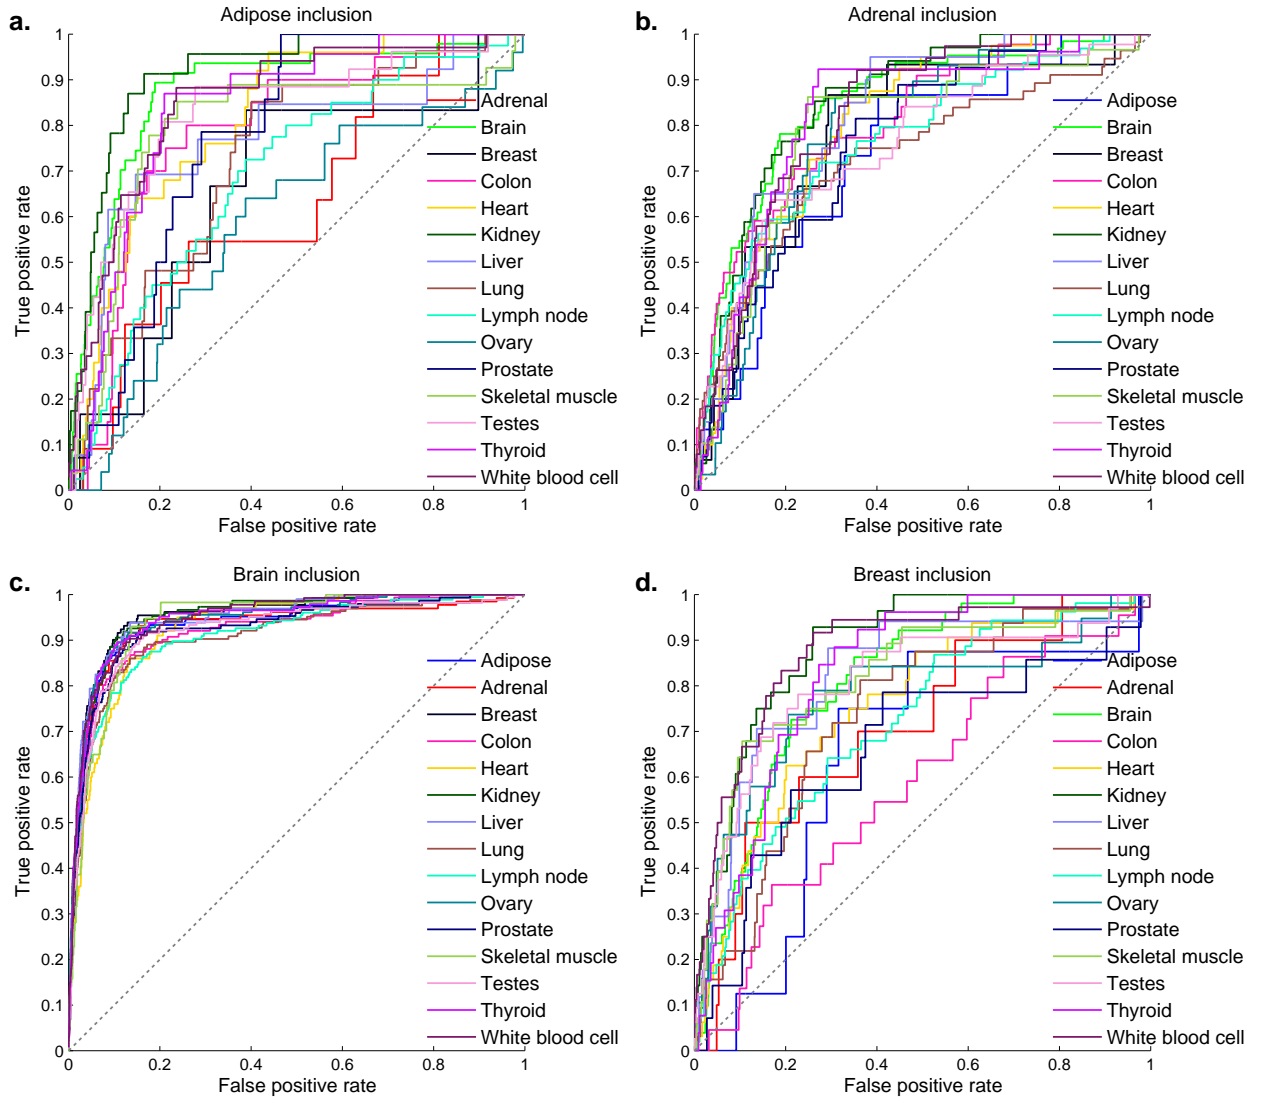 a.
Adipose inclusion
1
0.9
0.8
0.7
0.6
0.5
0.4
0.3
0.2
0.1
0
True positive rate
0
0.2
0.4
0.6
0.8
1
False positive rate
Adrenal
Brain
Breast
Colon
Heart
Kidney
Liver
Lung
Lymph node
Ovary
Prostate
Skeletal muscle
Testes
Thyroid
White blood cell
b.
Adrenal inclusion
1
0.9
0.8
0.7
0.6
0.5
0.4
0.3
0.2
0.1
0
True positive rate
0
0.2
0.4
0.6
0.8
1
False positive rate
Adipose
Brain
Breast
Colon
Heart
Kidney
Liver
Lung
Lymph node
Ovary
Prostate
Skeletal muscle
Testes
Thyroid
White blood cell
c.
Brain inclusion
1
0.9
0.8
0.7
0.6
0.5
0.4
0.3
0.2
0.1
0
True positive rate
0
0.2
0.4
0.6
0.8
1
False positive rate
Adipose
Adrenal
Breast
Colon
Heart
Kidney
Liver
Lung
Lymph node
Ovary
Prostate
Skeletal muscle
Testes
Thyroid
White blood cell
d.
Breast inclusion
1
0.9
0.8
0.7
0.6
0.5
0.4
0.3
0.2
0.1
0
True positive rate
0
0.2
0.4
0.6
0.8
1
False positive rate
Adipose
Adrenal
Brain
Colon
Heart
Kidney
Liver
Lung
Lymph node
Ovary
Prostate
Skeletal muscle
Testes
Thyroid
White blood cell